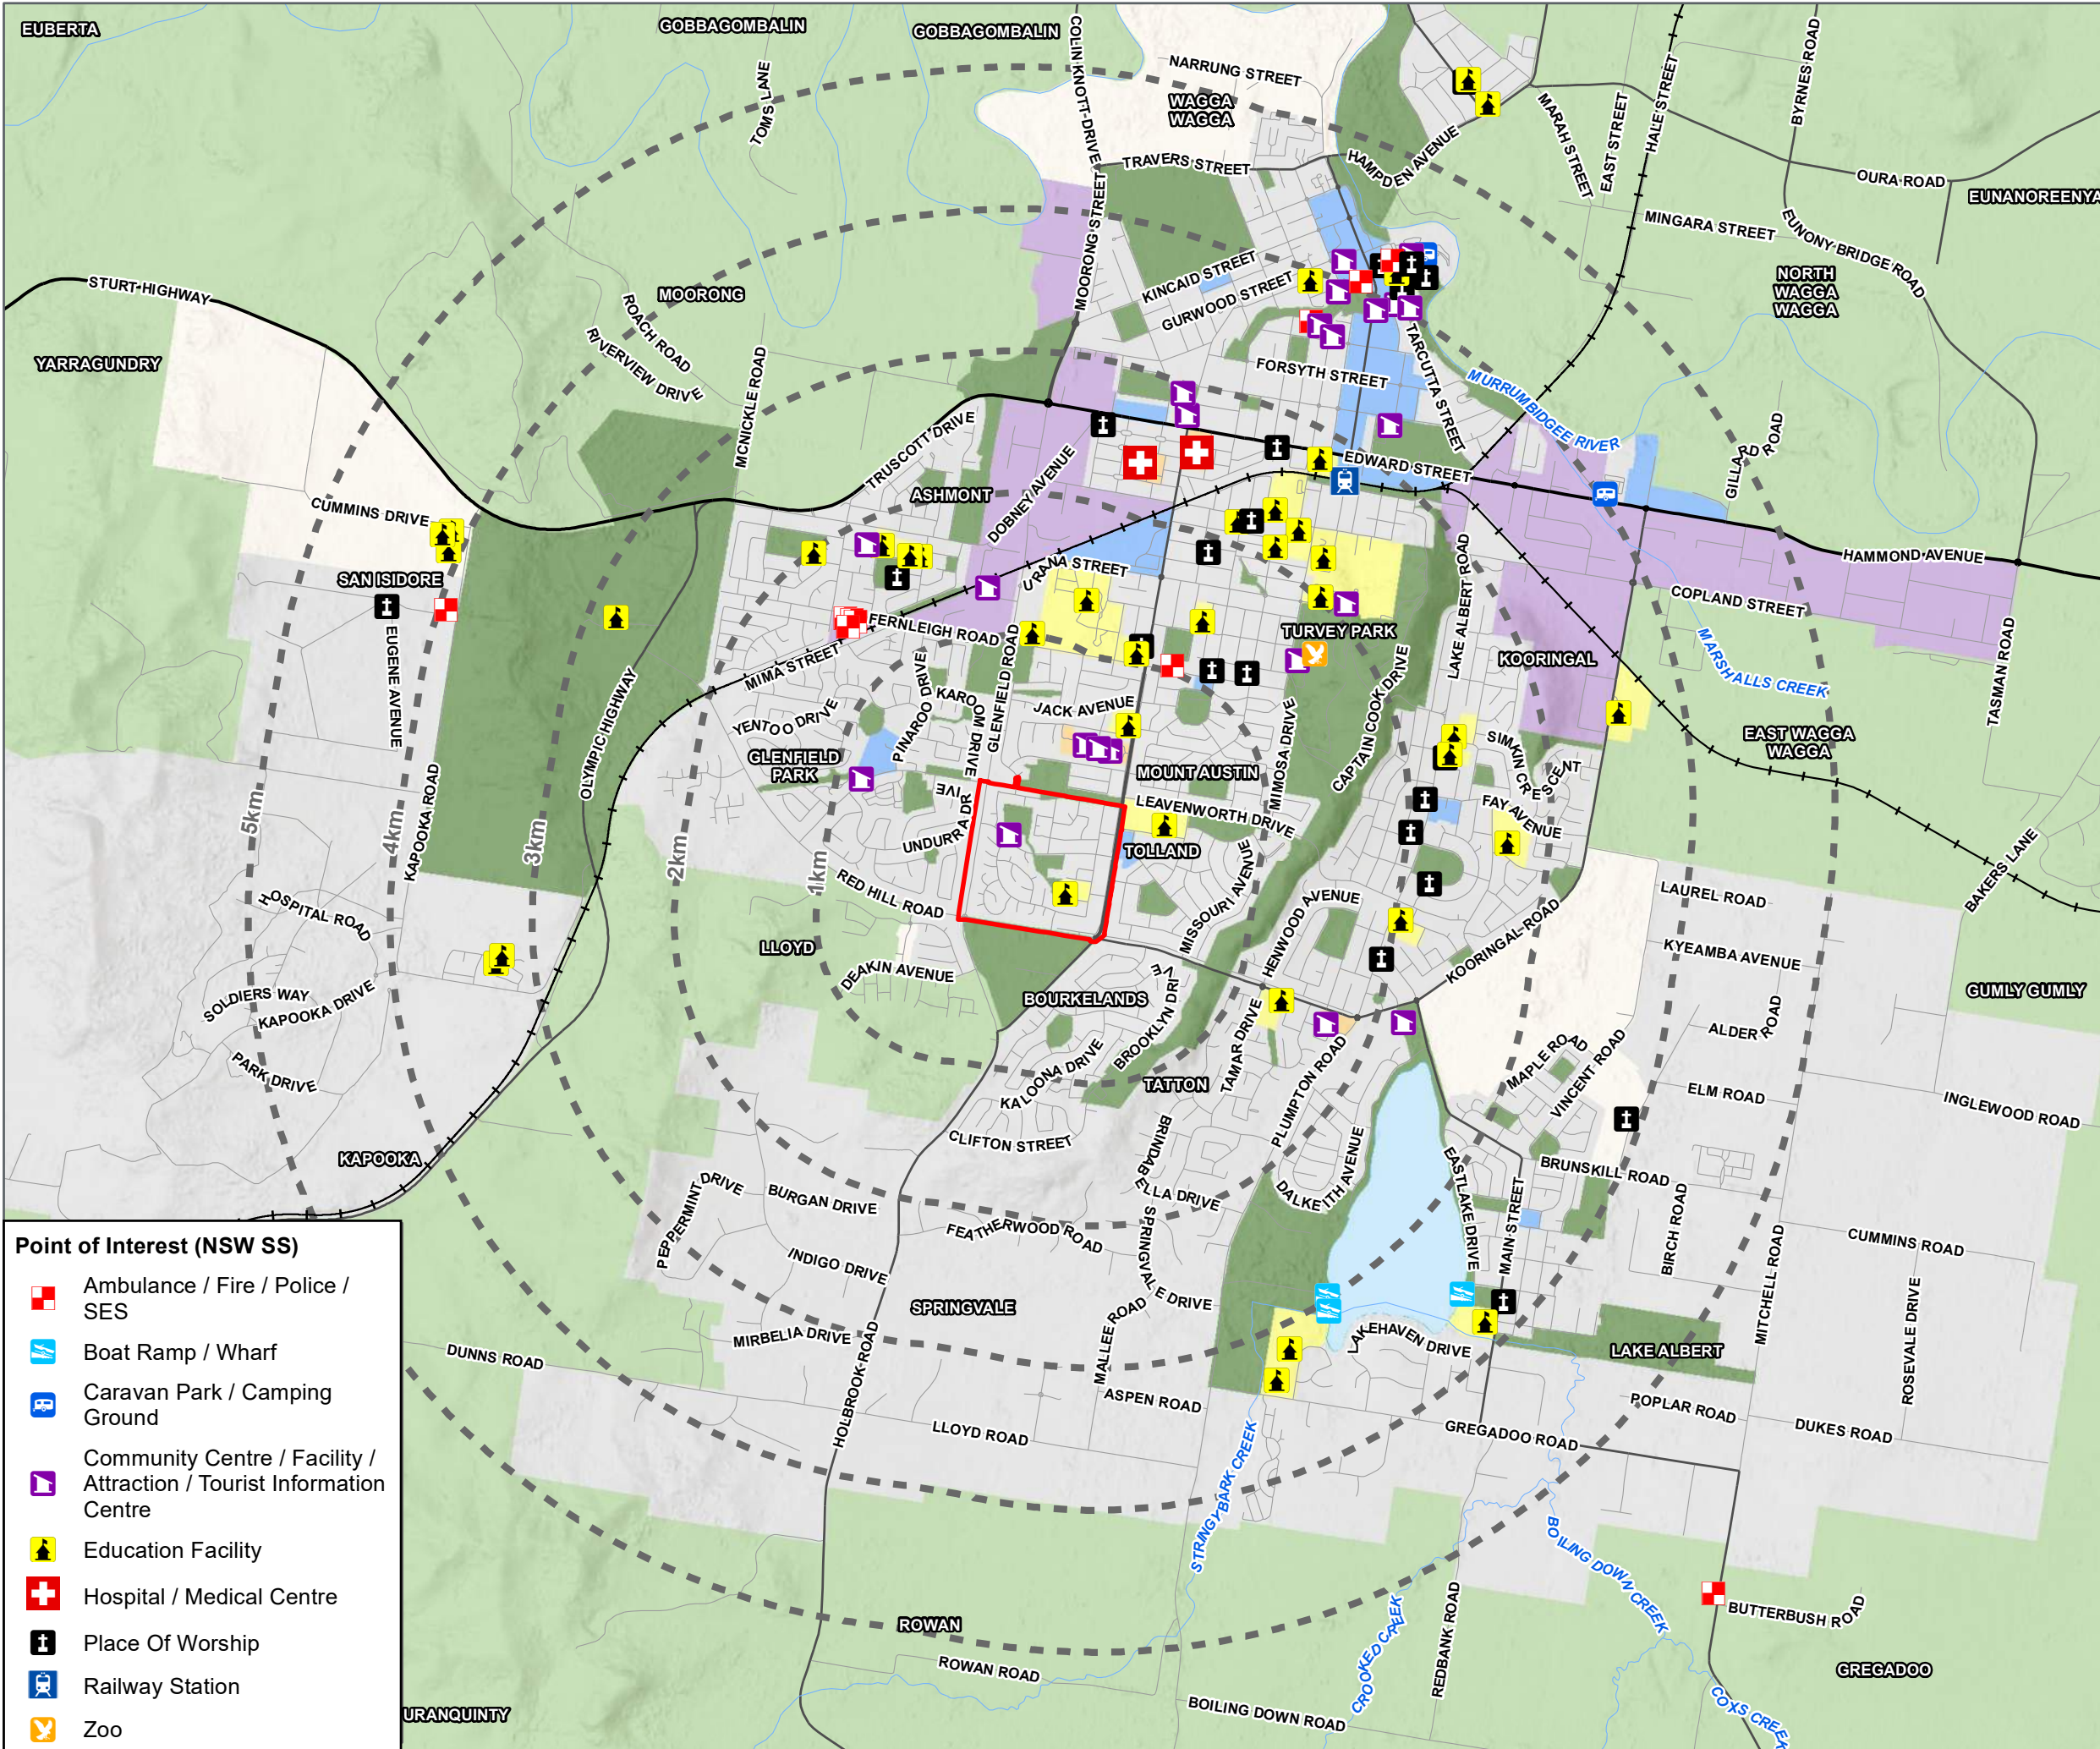 EUBERTA
GOBBAGOMBALIN
GOBBAGOMBALIN
COLIN KNOTT DRIVE
NARRUNG STREET
WAGGA
WAGGA
TOMS LANE
HAMPDEN AVENUE
MARAH STREET
EAST STREET
HALE STREET
BYRNES ROAD
TRAVERS STREET
OURA ROAD
EUNANOREENYA
MINGARA STREET
EUNONY BRIDGE ROAD
STURT HIGHWAY
MOORONG
MOORONG STREET
KINCAID STREET
GURWOOD STREET
NORTH
WAGGA
WAGGA
ROACH ROAD
RIVERVIEW DRIVE
YARRAGUNDRY
MCNICKLE ROAD
FORSYTH STREET
TARCUTTA STREET
MURRUMBIDGEE RIVER
TRUSCOTT DRIVE
GILLARD ROAD
EDWARD STREET
ASHMONT
DOBNEY AVENUE
CUMMINS DRIVE
HAMMOND AVENUE
URANA STREET
LAKE ALBERT ROAD
SAN ISIDORE
COPLAND STREET
EUGENE AVENUE
FERNLEIGH ROAD
TURVEY PARK
MARSHALLS CREEK
TASMAN ROAD
MIMA STREET
GLENFIELD ROAD
KOORINGAL
OLYMPIC HIGHWAY
PINAROO DRIVE
KAROOM DRIVE
YENTOO DRIVE
JACK AVENUE
MIMOSA DRIVE
CAPTAIN COOK DRIVE
SIMKIN CRESCENT
EAST WAGGA
WAGGA
GLENFIELD
PARK
MOUNT AUSTIN
KAPOOKA ROAD
5km
4km
3km
2km
1km
UNDURRA DRIVE
LEAVENWORTH DRIVE
FAY AVENUE
TOLLAND
BAKERS LANE
RED HILL ROAD
MISSOURI AVENUE
HENWOOD AVENUE
LAUREL ROAD
HOSPITAL ROAD
KOORINGAL ROAD
LLOYD
KYEAMBA AVENUE
DEAKIN AVENUE
SOLDIERS WAY
KAPOOKA DRIVE
BOURKELANDS
BROOKLYN DRIVE
GUMLY GUMLY
ALDER ROAD
PARK DRIVE
KALOONA DRIVE
TATTON
TAMAR DRIVE
PLUMPTON ROAD
MAPLE ROAD
VINCENT ROAD
ELM ROAD
INGLEWOOD ROAD
CLIFTON STREET
KAPOOKA
BRINDABELLA DRIVE
DALKEITH AVENUE
EASTLAKE DRIVE
BRUNSKILL ROAD
PEPPERMINT DRIVE
BURGAN DRIVE
FEATHERWOOD ROAD
SPRINGVALE DRIVE
MAIN STREET
BIRCH ROAD
MITCHELL ROAD
CUMMINS ROAD
INDIGO DRIVE
SPRINGVALE
MALLEE ROAD
ROSEVALE DRIVE
MIRBELIA DRIVE
LAKEHAVEN DRIVE
LAKE ALBERT
DUNNS ROAD
HOLBROOK ROAD
ASPEN ROAD
POPLAR ROAD
DUKES ROAD
LLOYD ROAD
GREGADOO ROAD
STRINGYBARK CREEK
BOILING DOWN CREEK
REDBANK ROAD
CROOKED CREEK
BUTTERBUSH ROAD
ROWAN
ROWAN ROAD
GREGADOO
BOILING DOWN ROAD
COXS CREEK
URANQUINTY
Point of Interest (NSW SS)
Ambulance / Fire / Police /
SES
Boat Ramp / Wharf
Caravan Park / Camping
Ground
Community Centre / Facility /
Attraction / Tourist Information
Centre
Education Facility
Hospital / Medical Centre
Place Of Worship
Railway Station
Zoo